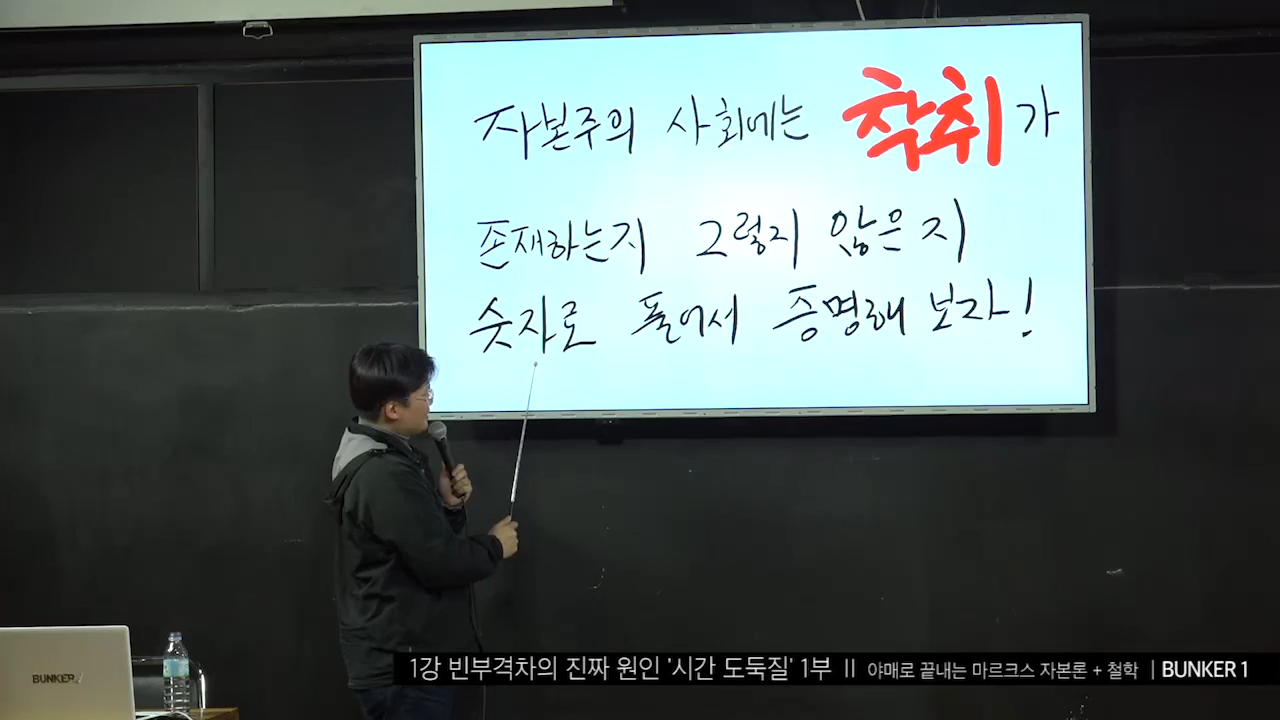 자본주의 사회에는 착취가
존재하는지 그렇지 않은지
숫자로 풀어서 증명해 보자!
BUNKER
1강 빈부격차의 진짜 원인 '시간 도둑질' 1부 II 야매로 끝내는 마르크스 자본론 + 철학 | BUNKER 1